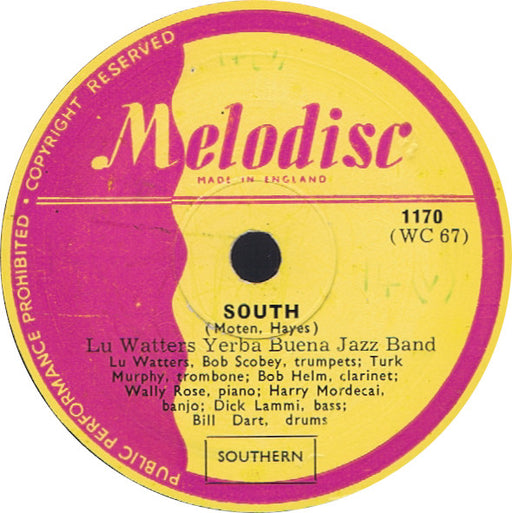 PUBLIC PERFORMANCE PROHIBITED • COPYRIGHT RESERVED
Melodisc
MADE IN ENGLAND
1170
(WC 67)
SOUTH
(Moten, Hayes)
Lu Watters Yerba Buena Jazz Band
Lu Watters, Bob Scobey, trumpets; Turk
Murphy, trombone; Bob Helm, clarinet;
Wally Rose, piano; Harry Mordecai,
banjo; Dick Lammi, bass;
Bill Dart, drums
SOUTHERN